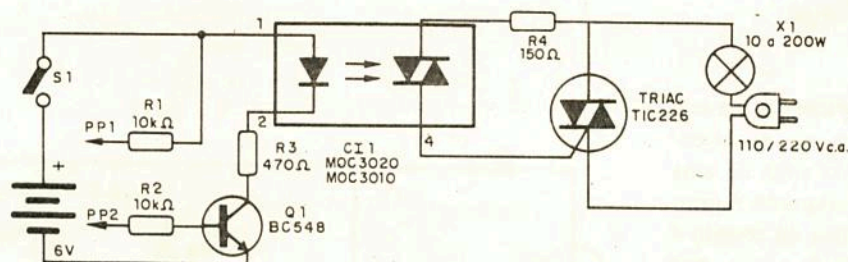 1
S1
R1
10kΩ
PP1
+
R2
10kΩ
PP2
6V
2
R3
470Ω
Q1
BC548
CI1
MOC3020
MOC3010
4
R4
150Ω
TRIAC
TIC226
X1
10 a 200W
110/220 Vc.a.